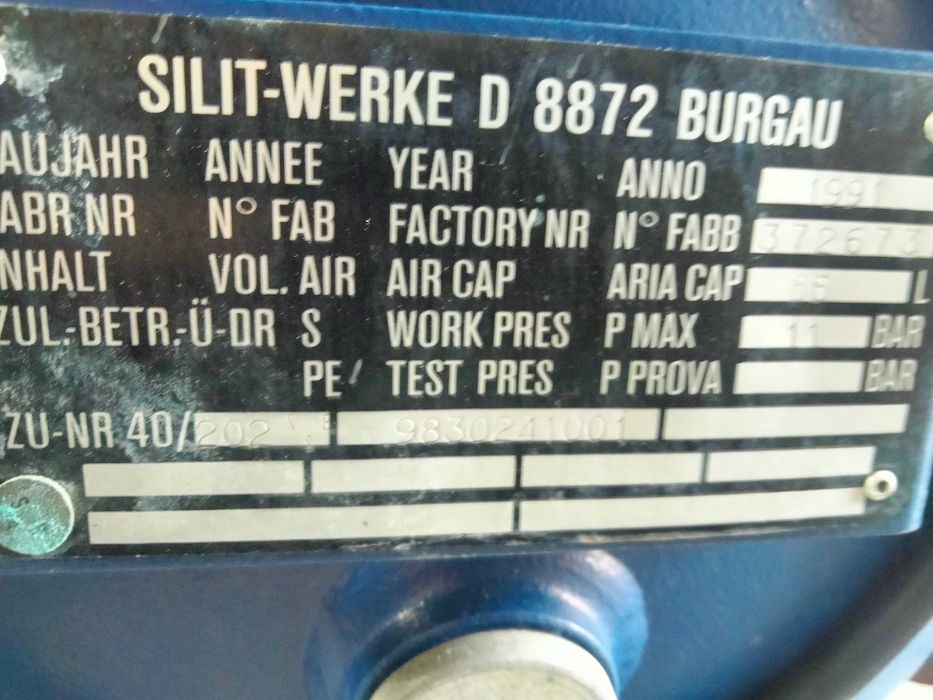 SILIT-WERKE D 8872 BURGAU
AUJAHR ANNEE YEAR ANNO 1991
ABR NR N° FAB FACTORY NR N° FABB 372673
NHALT VOL. AIR AIR CAP ARIA CAP L
ZUL.-BETR.-Ü-DR S WORK PRES P MAX 11 BAR
PE TEST PRES P PROVA BAR
ZU-NR 40/202 9830241001